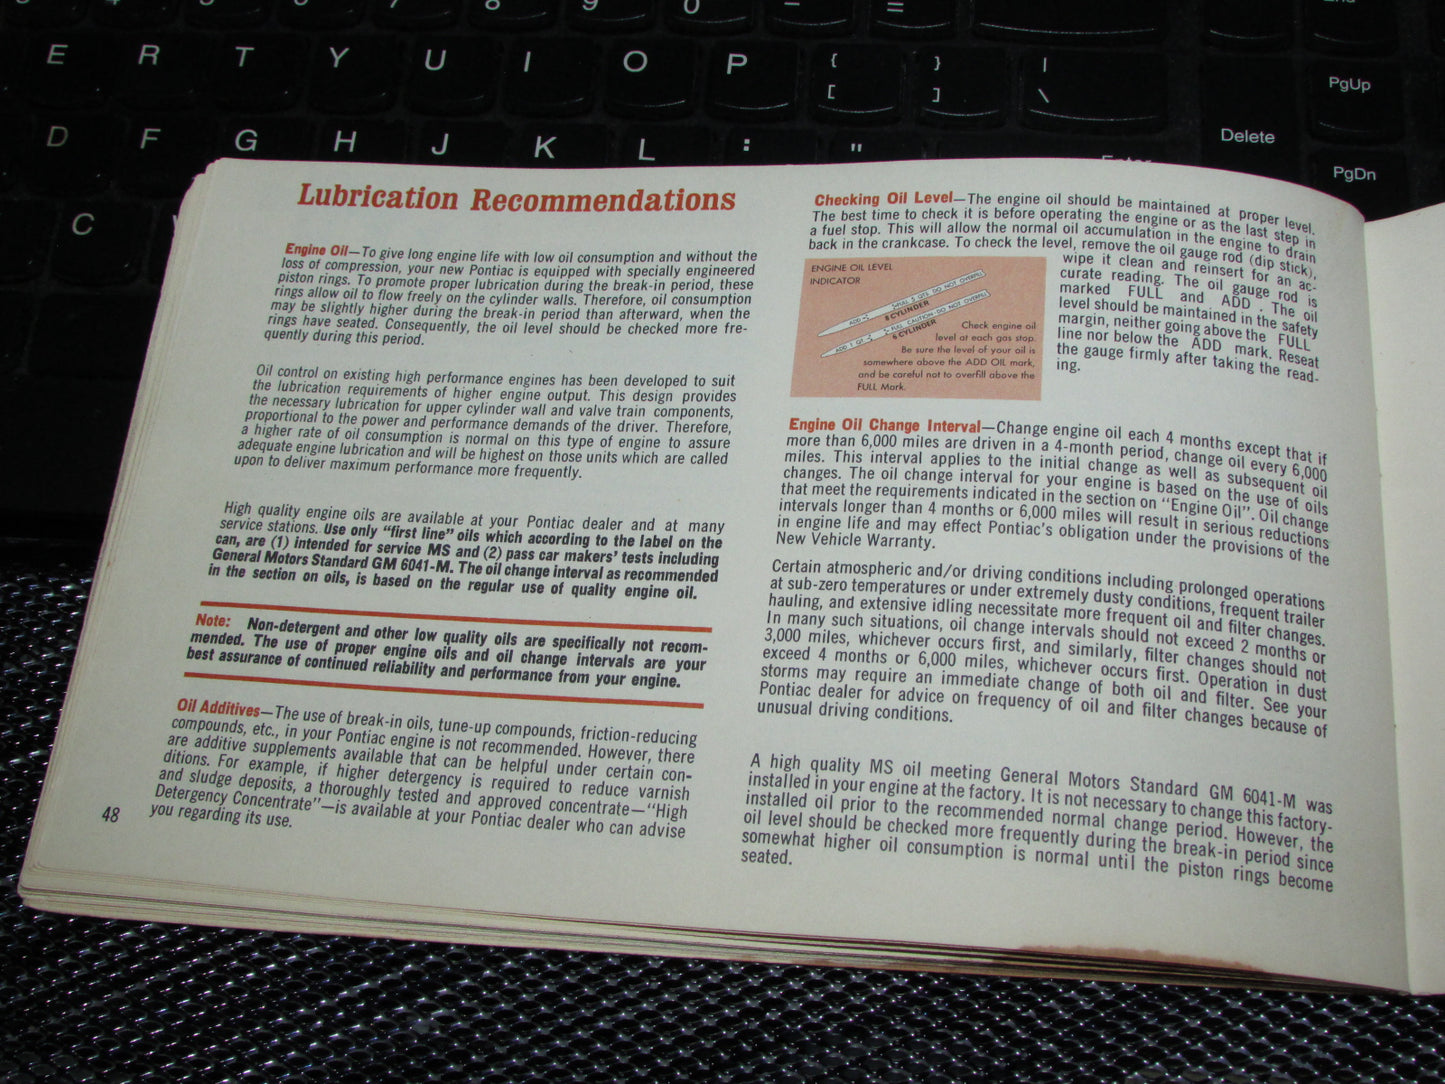 8 9 0 - =
E R T Y U I O P { [ } ] | \
PgUp
D F G H J K L : " Delete
PgDn
C
Lubrication Recommendations
Engine Oil—To give long engine life with low oil consumption and without the
loss of compression, your new Pontiac is equipped with specially engineered
piston rings. To promote proper lubrication during the break-in period, these
rings allow oil to flow freely on the cylinder walls. Therefore, oil consumption
may be slightly higher during the break-in period than afterward, when the
rings have seated. Consequently, the oil level should be checked more fre-
quently during this period.
Oil control on existing high performance engines has been developed to suit
the lubrication requirements of higher engine output. This design provides
the necessary lubrication for upper cylinder wall and valve train components,
proportional to the power and performance demands of the driver. Therefore,
a higher rate of oil consumption is normal on this type of engine to assure
adequate engine lubrication and will be highest on those units which are called
upon to deliver maximum performance more frequently.
High quality engine oils are available at your Pontiac dealer and at many
service stations. Use only "first line" oils which according to the label on the
can, are (1) intended for service MS and (2) pass car makers' tests including
General Motors Standard GM 6041-M. The oil change interval as recommended
in the section on oils, is based on the regular use of quality engine oil.
Note: Non-detergent and other low quality oils are specifically not recom-
mended. The use of proper engine oils and oil change intervals are your
best assurance of continued reliability and performance from your engine.
Oil Additives—The use of break-in oils, tune-up compounds, friction-reducing
compounds, etc., in your Pontiac engine is not recommended. However, there
are additive supplements available that can be helpful under certain con-
ditions. For example, if higher detergency is required to reduce varnish
and sludge deposits, a thoroughly tested and approved concentrate—"High
Detergency Concentrate"—is available at your Pontiac dealer who can advise
you regarding its use.
48
Checking Oil Level—The engine oil should be maintained at proper level.
The best time to check it is before operating the engine or as the last step in
a fuel stop. This will allow the normal oil accumulation in the engine to drain
back in the crankcase. To check the level, remove the oil gauge rod (dip stick),
wipe it clean and reinsert for an ac-
curate reading. The oil gauge rod is
marked FULL and ADD. The oil
level should be maintained in the safety
margin, neither going above the FULL
line nor below the ADD mark. Reseat
the gauge firmly after taking the read-
ing.
ENGINE OIL LEVEL
INDICATOR
FULL 5 QTS. DO NOT OVERFILL
ADD
8 CYLINDER
FULL CAUTION-DO NOT OVERFILL
ADD 1 QT
6 CYLINDER
Check engine oil
level at each gas stop.
Be sure the level of your oil is
somewhere above the ADD OIL mark,
and be careful not to overfill above the
FULL Mark.
Engine Oil Change Interval—Change engine oil each 4 months except that if
more than 6,000 miles are driven in a 4-month period, change oil every 6,000
miles. This interval applies to the initial change as well as subsequent oil
changes. The oil change interval for your engine is based on the use of oils
that meet the requirements indicated in the section on "Engine Oil". Oil change
intervals longer than 4 months or 6,000 miles will result in serious reductions
in engine life and may effect Pontiac's obligation under the provisions of the
New Vehicle Warranty.
Certain atmospheric and/or driving conditions including prolonged operations
at sub-zero temperatures or under extremely dusty conditions, frequent trailer
hauling, and extensive idling necessitate more frequent oil and filter changes.
In many such situations, oil change intervals should not exceed 2 months or
3,000 miles, whichever occurs first, and similarly, filter changes should not
exceed 4 months or 6,000 miles, whichever occurs first. Operation in dust
storms may require an immediate change of both oil and filter. See your
Pontiac dealer for advice on frequency of oil and filter changes because of
unusual driving conditions.
A high quality MS oil meeting General Motors Standard GM 6041-M was
installed in your engine at the factory. It is not necessary to change this factory-
installed oil prior to the recommended normal change period. However, the
oil level should be checked more frequently during the break-in period since
somewhat higher oil consumption is normal until the piston rings become
seated.